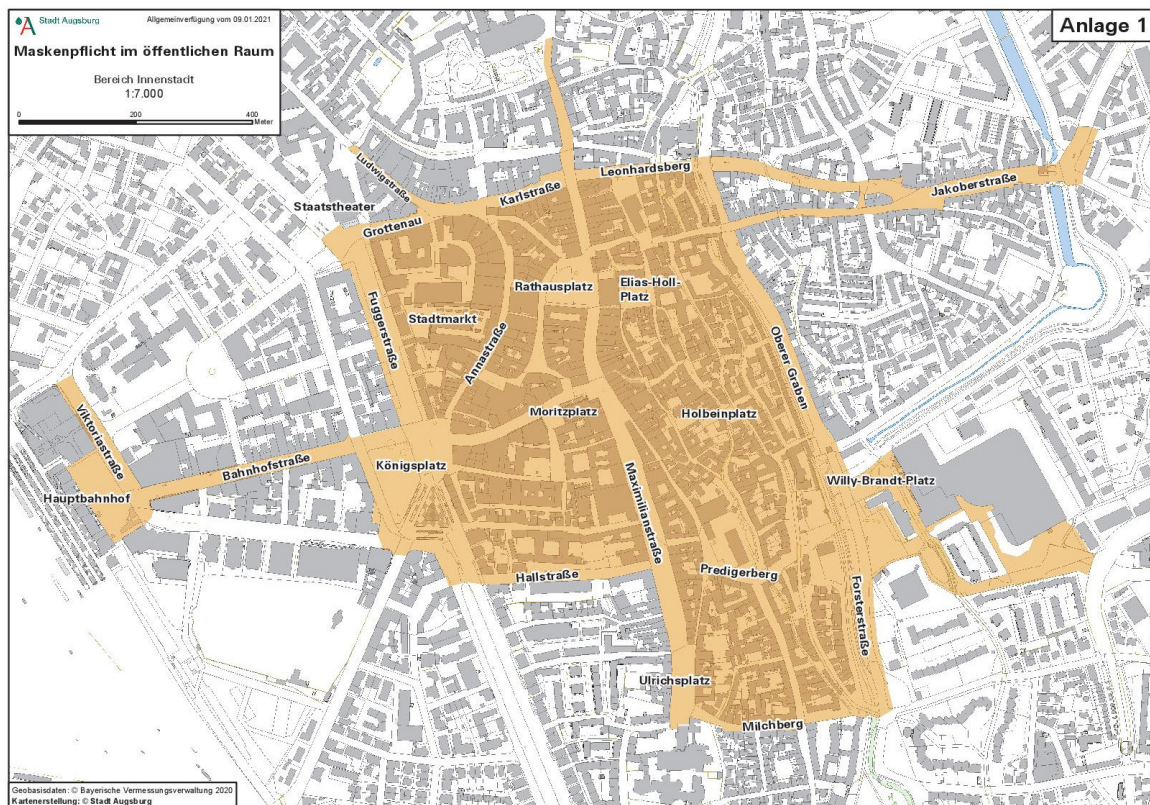 Stadt Augsburg
Allgemeinverfügung vom 09.01.2021
Maskenpflicht im öffentlichen Raum
Bereich Innenstadt
1:7.000
0 200 400
Meter
Anlage 1
Ludwigstraße
Leonhardsberg
Karlstraße
Jakoberstraße
Staatstheater
Grottenau
Rathausplatz
Elias-Holl-
Platz
Fuggerstraße
Stadtmarkt
Annastraße
Oberer Graben
Moritzplatz
Holbeinplatz
Viktoriastraße
Bahnhofstraße
Königsplatz
Hauptbahnhof
Maximilianstraße
Willy-Brandt-Platz
Hallstraße
Predigerberg
Forsterstraße
Ulrichsplatz
Milchberg
Geobasisdaten: © Bayerische Vermessungsverwaltung 2020
Kartenerstellung: © Stadt Augsburg